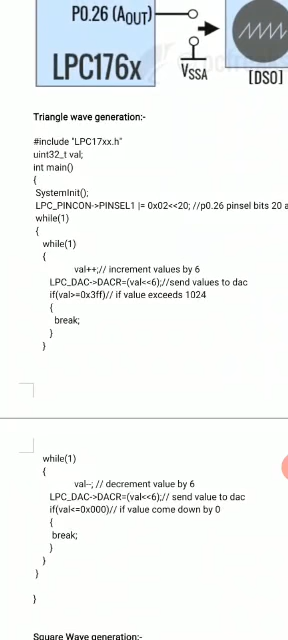 P0.26 (AOUT)
LPC176x
VSSA
[DSO]
Triangle wave generation:-
#include "LPC17xx.h"
uint32_t val;
int main()
{
SystemInit();
LPC_PINCON->PINSEL1 |= 0x02<<20; //p0.26 pinsel bits 20 a
while(1)
{
while(1)
{
val++;// increment values by 6
LPC_DAC->DACR=(val<<6);//send values to dac
if(val>=0x3ff)// if value exceeds 1024
{
break;
}
}
while(1)
{
val--; // decrement value by 6
LPC_DAC->DACR=(val<<6);// send value to dac
if(val<=0x000)// if value come down by 0
{
break;
}
}
}
}
Square Wave generation:-